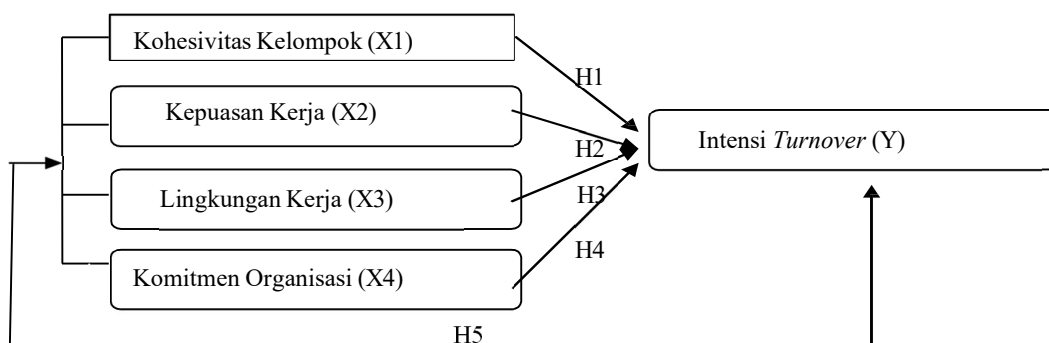 Kohesivitas Kelompok (X1)
H1
Kepuasan Kerja (X2)
Intensi Turnover (Y)
H2
Lingkungan Kerja (X3)
H3
H4
Komitmen Organisasi (X4)
H5